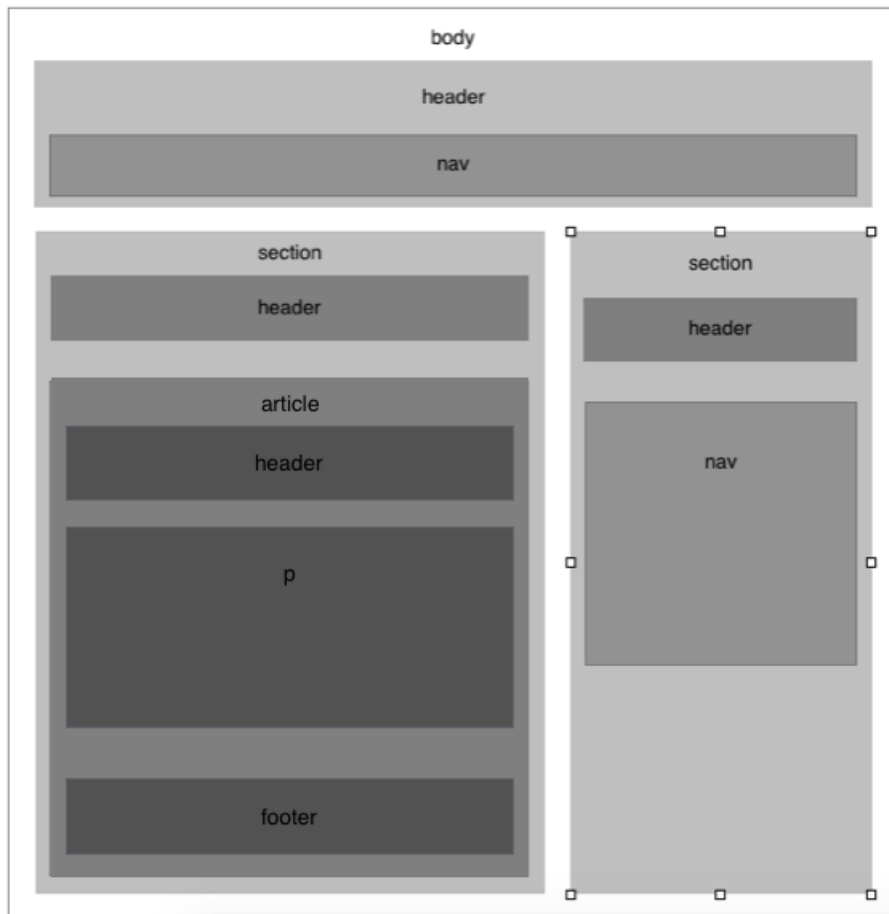 body
header
nav
section
header
article
header
p
footer
section
header
nav